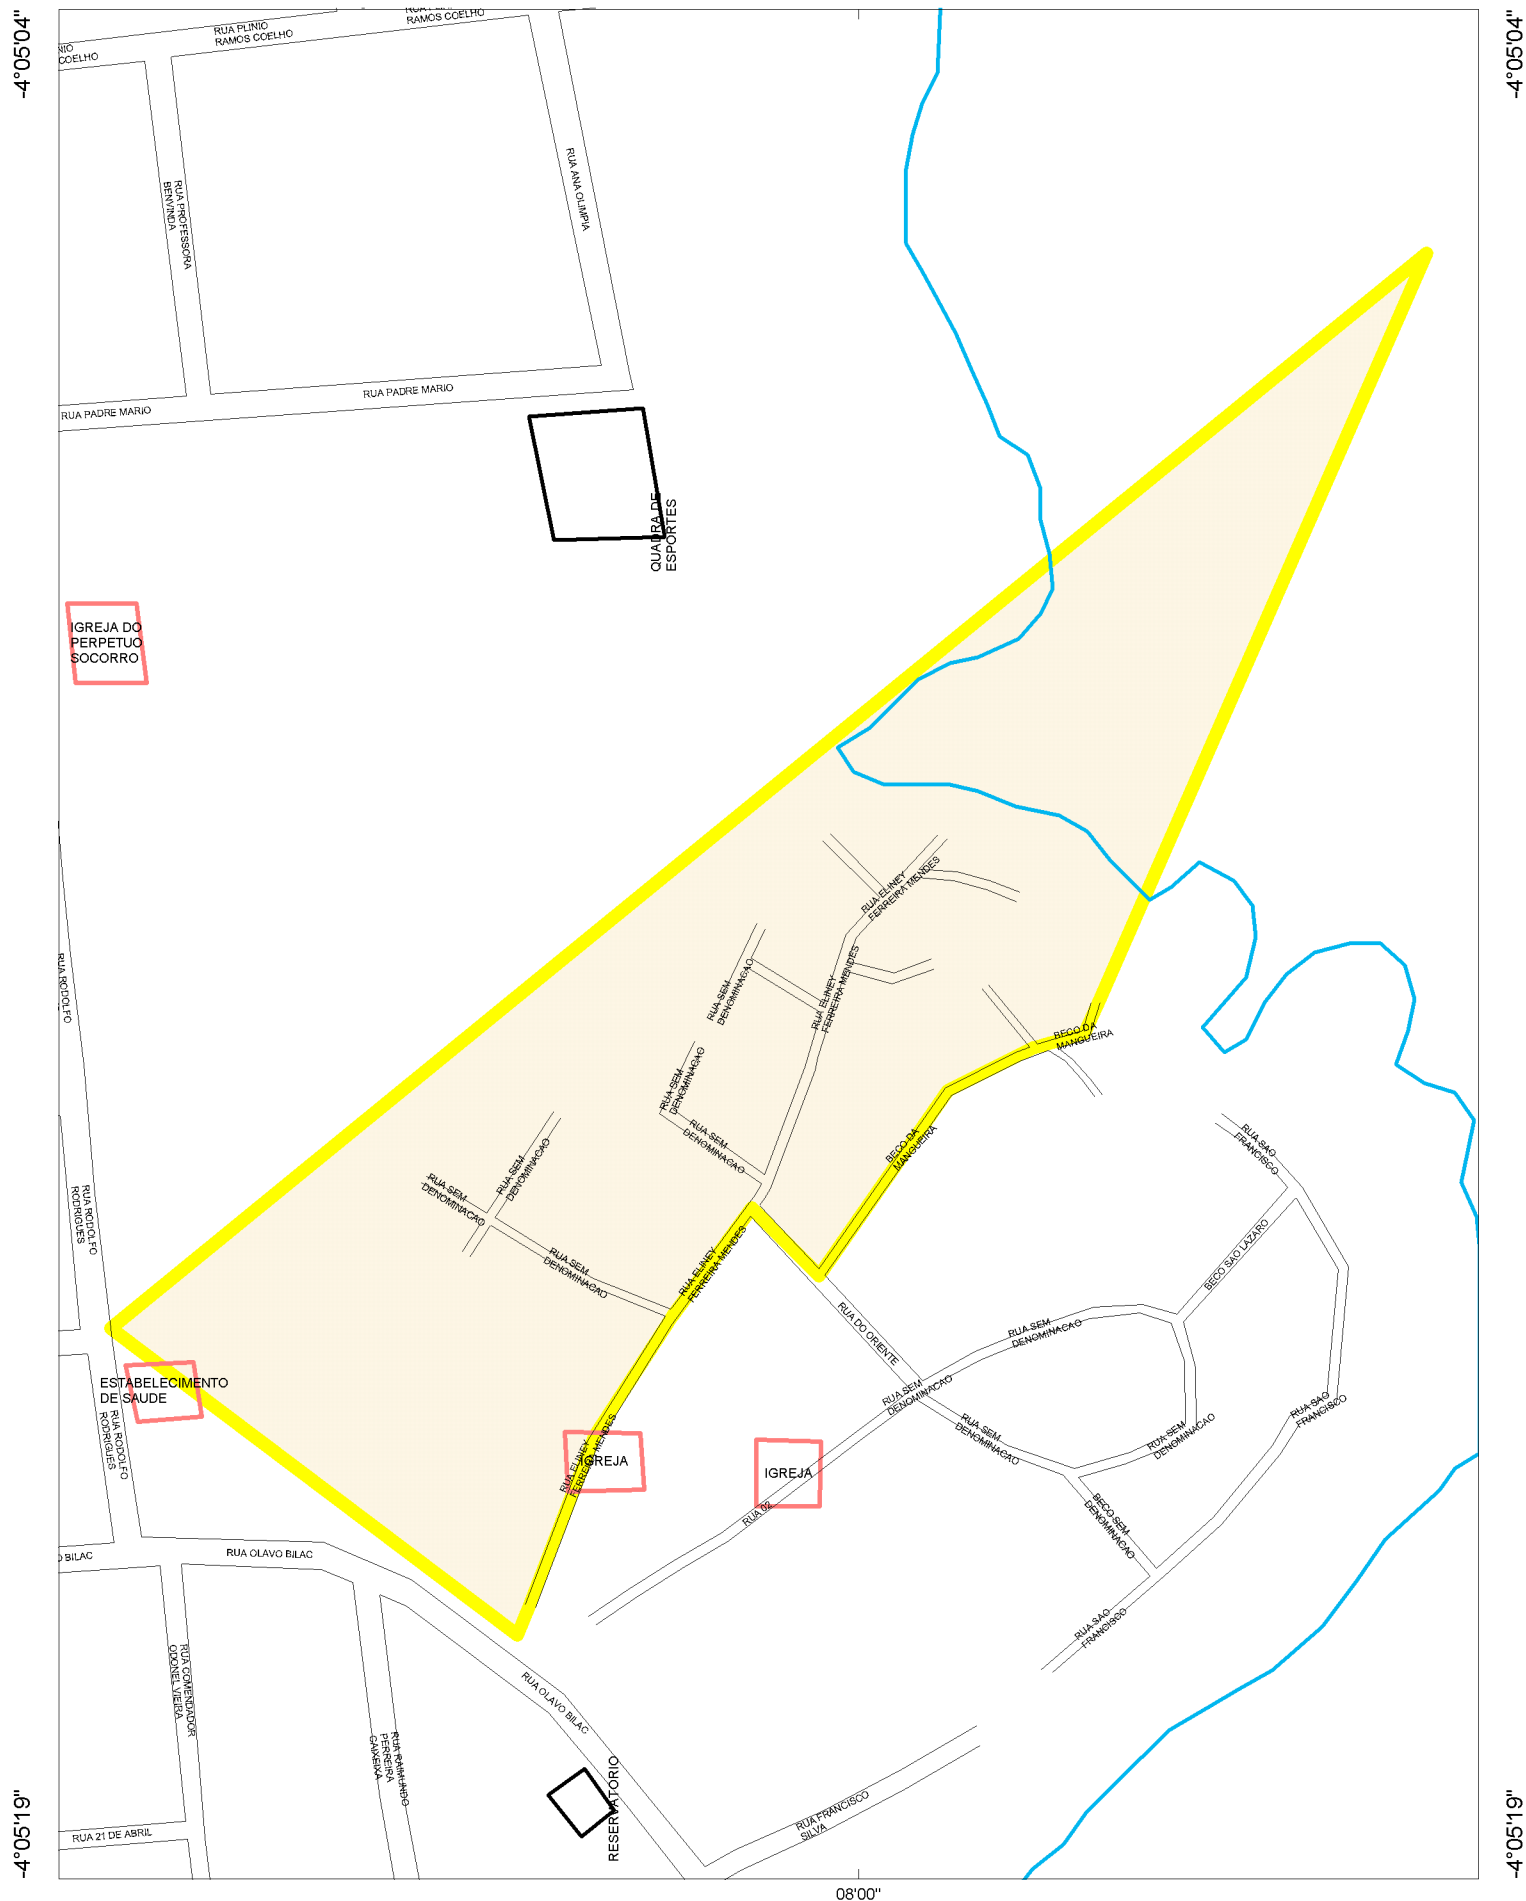 -4°05'04"
-4°05'04"
RAMOS COELHO
RUA PLINIO
RAMOS COELHO
NIO
COELHO
RUA ANA OLIMPIA
RUA PROFESSORA
BENVINDA
RUA PADRE MARIO
RUA PADRE MARIO
QUADRA DE
ESPORTES
IGREJA DO
PERPETUO
SOCORRO
RUA ELINEY
FERREIRA MENDES
RUA RODOLFO
RUA SEM
DENOMINACAO
RUA ELINEY
FERREIRA MENDES
BECO DA
MANGUEIRA
RUA SEM
DENOMINACAO
RUA SEM
DENOMINACAO
BECO DA
MANGUEIRA
RUA SAO
FRANCISCO
RUA SEM
DENOMINACAO
RUA SEM
DENOMINACAO
RUA RODOLFO
RODRIGUES
RUA SEM
DENOMINACAO
RUA ELINEY
FERREIRA MENDES
BECO SAO LAZARO
RUA DO ORIENTE
RUA SEM
DENOMINACAO
ESTABELECIMENTO
DE SAUDE
RUA SEM
DENOMINACAO
RUA SAO
FRANCISCO
RUA RODOLFO
RODRIGUES
RUA SEM
DENOMINACAO
RUA SEM
DENOMINACAO
RUA ELINEY
FERREIRA MENDES
IGREJA
IGREJA
RUA 02
BECO SEM
DENOMINACAO
O BILAC
RUA OLAVO BILAC
RUA SAO
FRANCISCO
RUA COMENDADOR
ODONEL VIEIRA
RUA OLAVO BILAC
RUA RAIMUNDO
PERREIRA
CAIXEIXA
RESERVATORIO
RUA FRANCISCO
SILVA
RUA 21 DE ABRIL
-4°05'19"
-4°05'19"
08'00"